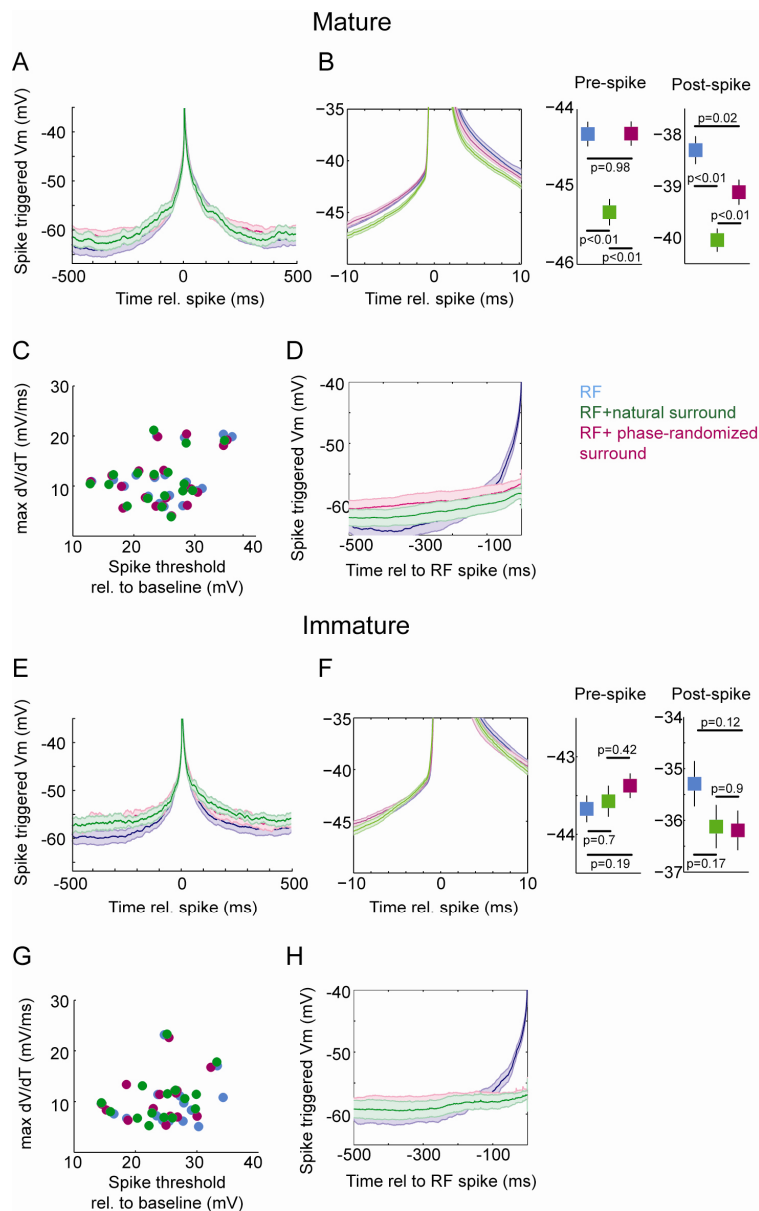 Mature
A
Spike triggered Vm (mV)
-40
-50
-60
-500
0
500
Time rel. spike (ms)
B
−35
−40
−45
−10
0
10
Time rel. spike (ms)
Pre-spike
−44
−45
−46
p=0.98
p<0.01
p<0.01
Post-spike
−38
−39
−40
p=0.02
p<0.01
p<0.01
C
max dV/dT (mV/ms)
30
20
10
10
20
30
40
Spike threshold
rel. to baseline (mV)
D
Spike triggered Vm (mV)
-40
-50
-60
-500
-300
-100
Time rel to RF spike (ms)
RF
RF+natural surround
RF+ phase-randomized
surround
Immature
E
Spike triggered Vm (mV)
-40
-50
-60
-500
0
500
Time rel. spike (ms)
F
−35
−40
−45
−10
0
10
Time rel. spike (ms)
Pre-spike
−43
−44
p=0.42
p=0.7
p=0.19
Post-spike
−34
−35
−36
−37
p=0.12
p=0.9
p=0.17
G
max dV/dT (mV/ms)
30
20
10
10
20
30
40
Spike threshold
rel. to baseline (mV)
H
Spike triggered Vm (mV)
-40
-50
-60
-500
-300
-100
Time rel to RF spike (ms)